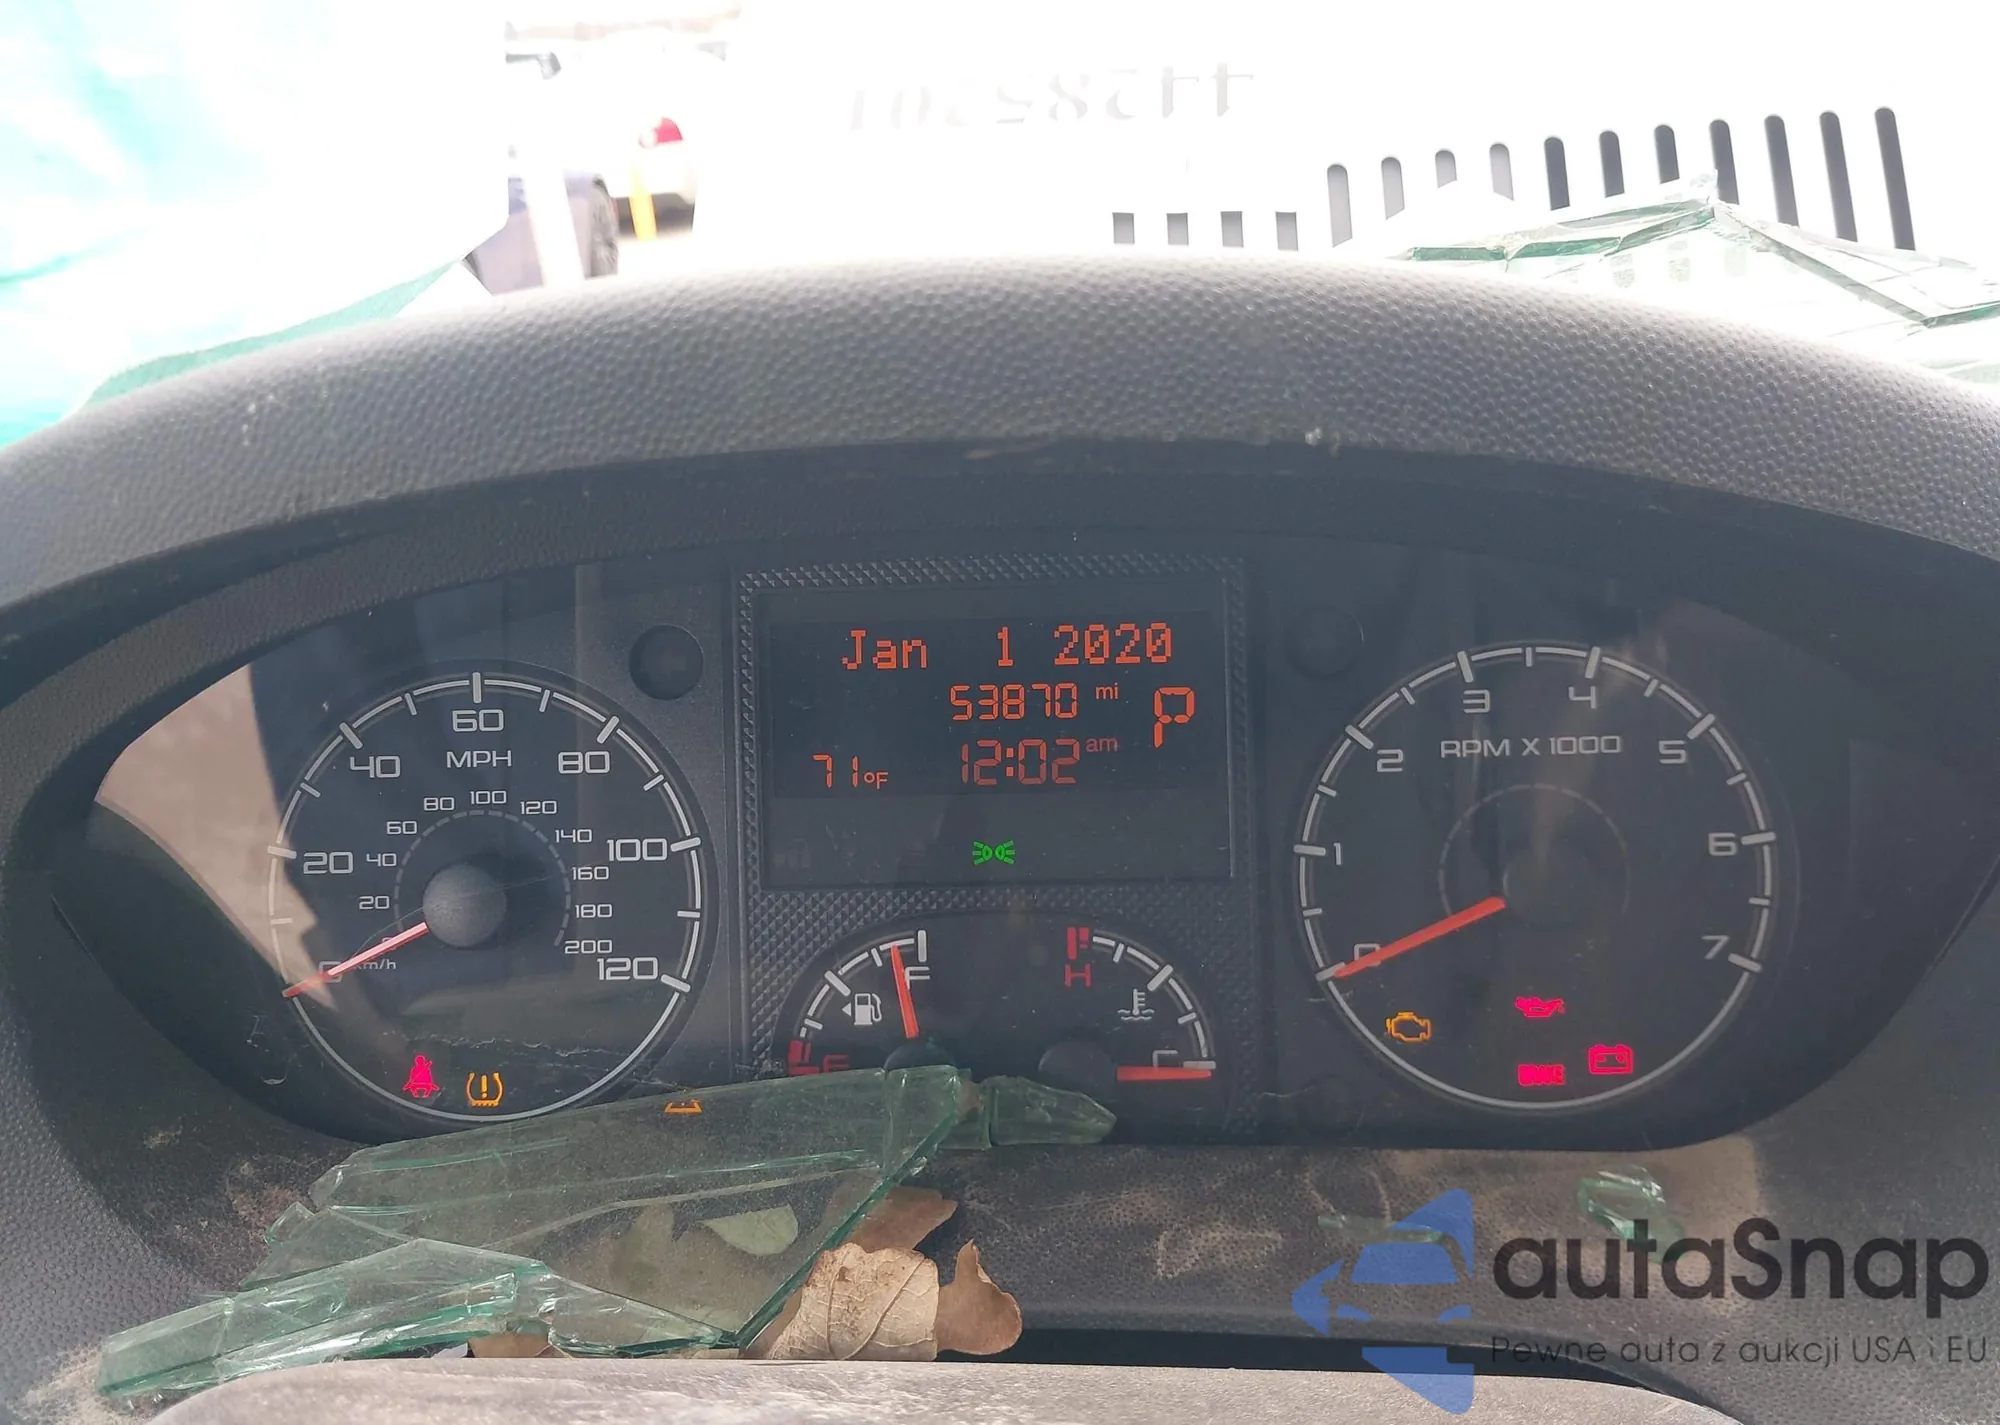 Jan 1 2020
53870 mi
P
71°F 12:02 am
MPH
20 40 60 80 100 120
20 40 60 80 100 120 140 160 180 200
km/h
RPM X 1000
0 1 2 3 4 5 6 7
F
E
H
C
autaSnap
Pewne auta z aukcji USA i EU